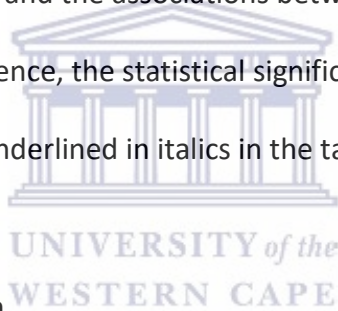 and the associations betw
ence, the statistical signific
nderlined in italics in the ta
UNIVERSITY of the
WESTERN CAPE